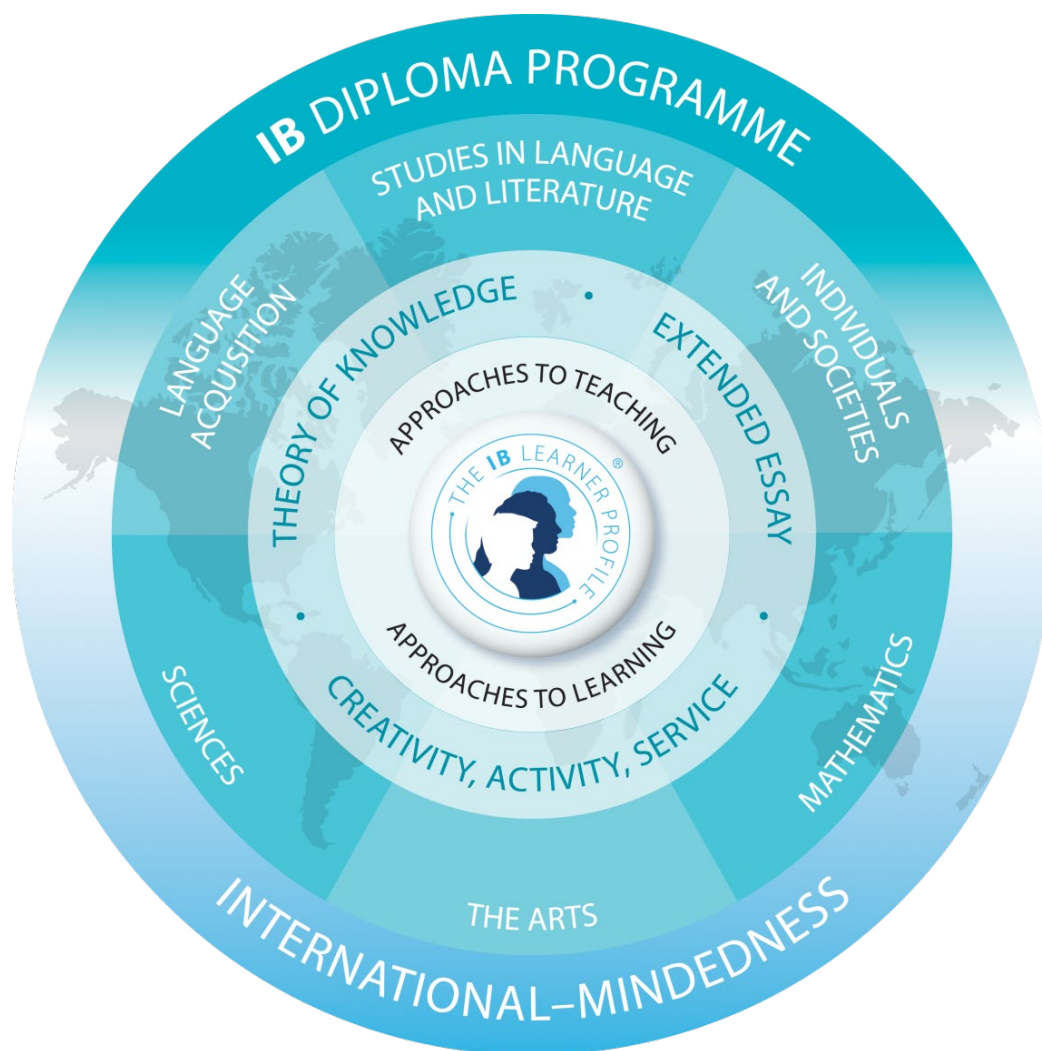 IB DIPLOMA PROGRAMME
STUDIES IN LANGUAGE
AND LITERATURE
LANGUAGE
ACQUISITION
INDIVIDUALS
AND SOCIETIES
THEORY OF KNOWLEDGE
•
EXTENDED ESSAY
•
APPROACHES TO TEACHING
• THE IB LEARNER PROFILE •
®
APPROACHES TO LEARNING
•
CREATIVITY, ACTIVITY, SERVICE
SCIENCES
MATHEMATICS
THE ARTS
INTERNATIONAL–MINDEDNESS